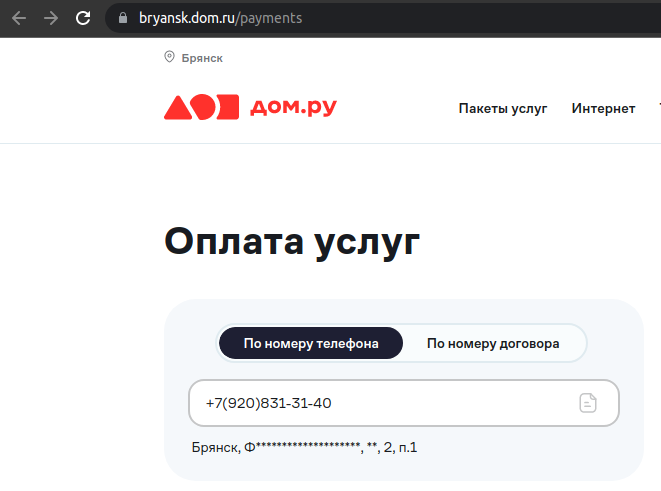 bryansk.dom.ru/payments
Брянск
дом.ру
Пакеты услуг Интернет
Оплата услуг
По номеру телефона По номеру договора
+7(920)831-31-40
Брянск, Ф********************, **, 2, п.1